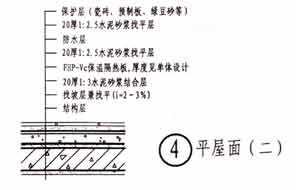 保护层（瓷砖、预制板、绿豆砂等）
20厚1:2.5水泥砂浆找平层
防水层
20厚1:2.5水泥砂浆找平层
FHP-Vc保温隔热板,厚度见单体设计
20厚1:3水泥砂浆结合层
找坡层兼找平(i=2-3%)
结构层
4 平屋面（二）